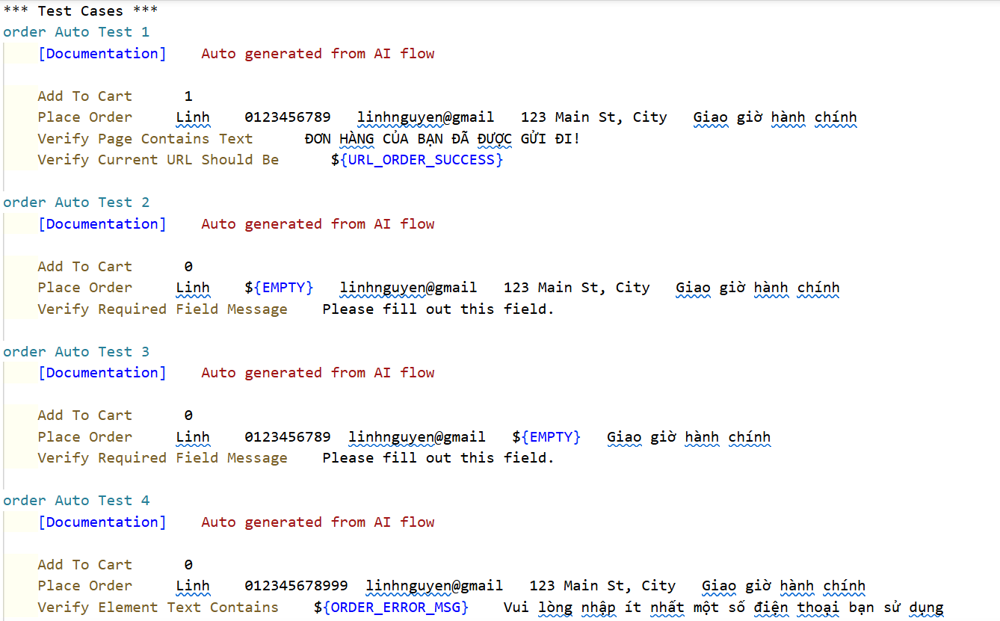 *** Test Cases ***
order Auto Test 1
    [Documentation]    Auto generated from AI flow
    Add To Cart      1
    Place Order     Linh    0123456789   linhnguyen@gmail   123 Main St, City   Giao giờ hành chính
    Verify Page Contains Text      ĐƠN HÀNG CỦA BẠN ĐÃ ĐƯỢC GỬI ĐI!
    Verify Current URL Should Be      ${URL_ORDER_SUCCESS}
order Auto Test 2
    [Documentation]    Auto generated from AI flow
    Add To Cart      0
    Place Order     Linh    ${EMPTY}   linhnguyen@gmail   123 Main St, City   Giao giờ hành chính
    Verify Required Field Message    Please fill out this field.
order Auto Test 3
    [Documentation]    Auto generated from AI flow
    Add To Cart      0
    Place Order     Linh    0123456789  linhnguyen@gmail   ${EMPTY}   Giao giờ hành chính
    Verify Required Field Message    Please fill out this field.
order Auto Test 4
    [Documentation]    Auto generated from AI flow
    Add To Cart      0
    Place Order     Linh    012345678999  linhnguyen@gmail   123 Main St, City   Giao giờ hành chính
    Verify Element Text Contains    ${ORDER_ERROR_MSG}    Vui lòng nhập ít nhất một số điện thoại bạn sử dụng